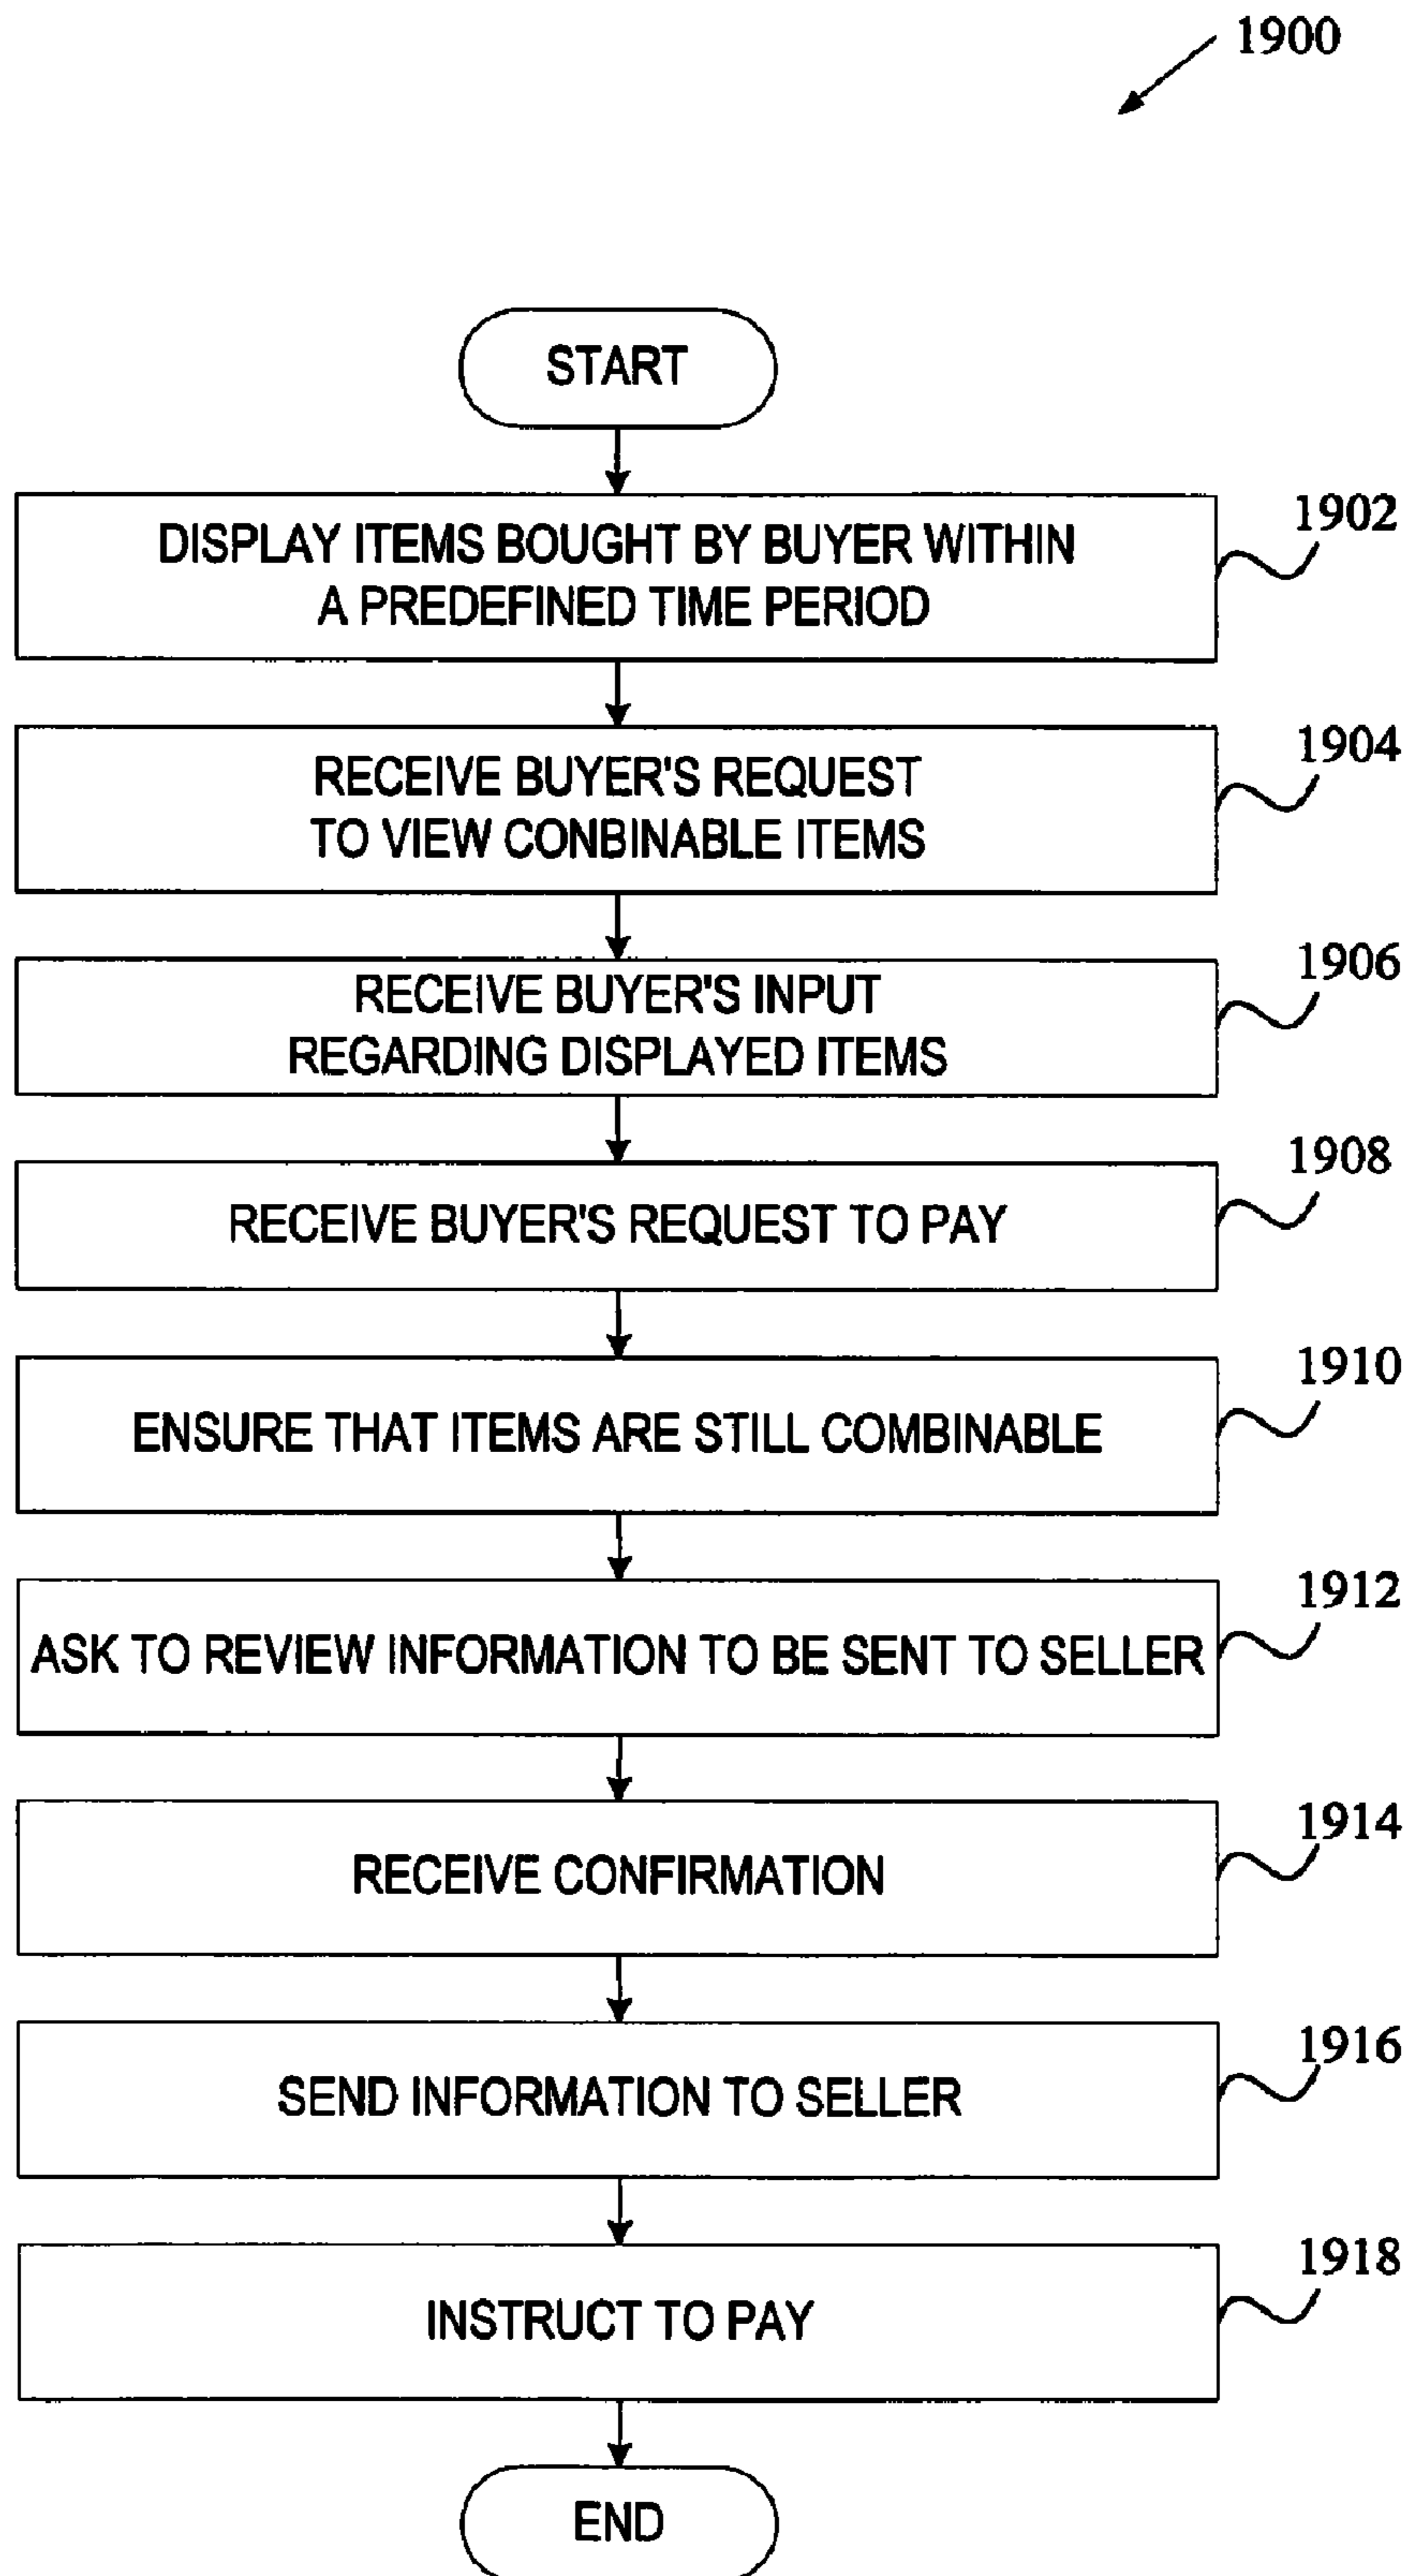 1900
START
DISPLAY ITEMS BOUGHT BY BUYER WITHIN
A PREDEFINED TIME PERIOD
1902
RECEIVE BUYER'S REQUEST
TO VIEW CONBINABLE ITEMS
1904
RECEIVE BUYER'S INPUT
REGARDING DISPLAYED ITEMS
1906
RECEIVE BUYER'S REQUEST TO PAY
1908
ENSURE THAT ITEMS ARE STILL COMBINABLE
1910
ASK TO REVIEW INFORMATION TO BE SENT TO SELLER
1912
RECEIVE CONFIRMATION
1914
SEND INFORMATION TO SELLER
1916
INSTRUCT TO PAY
1918
END